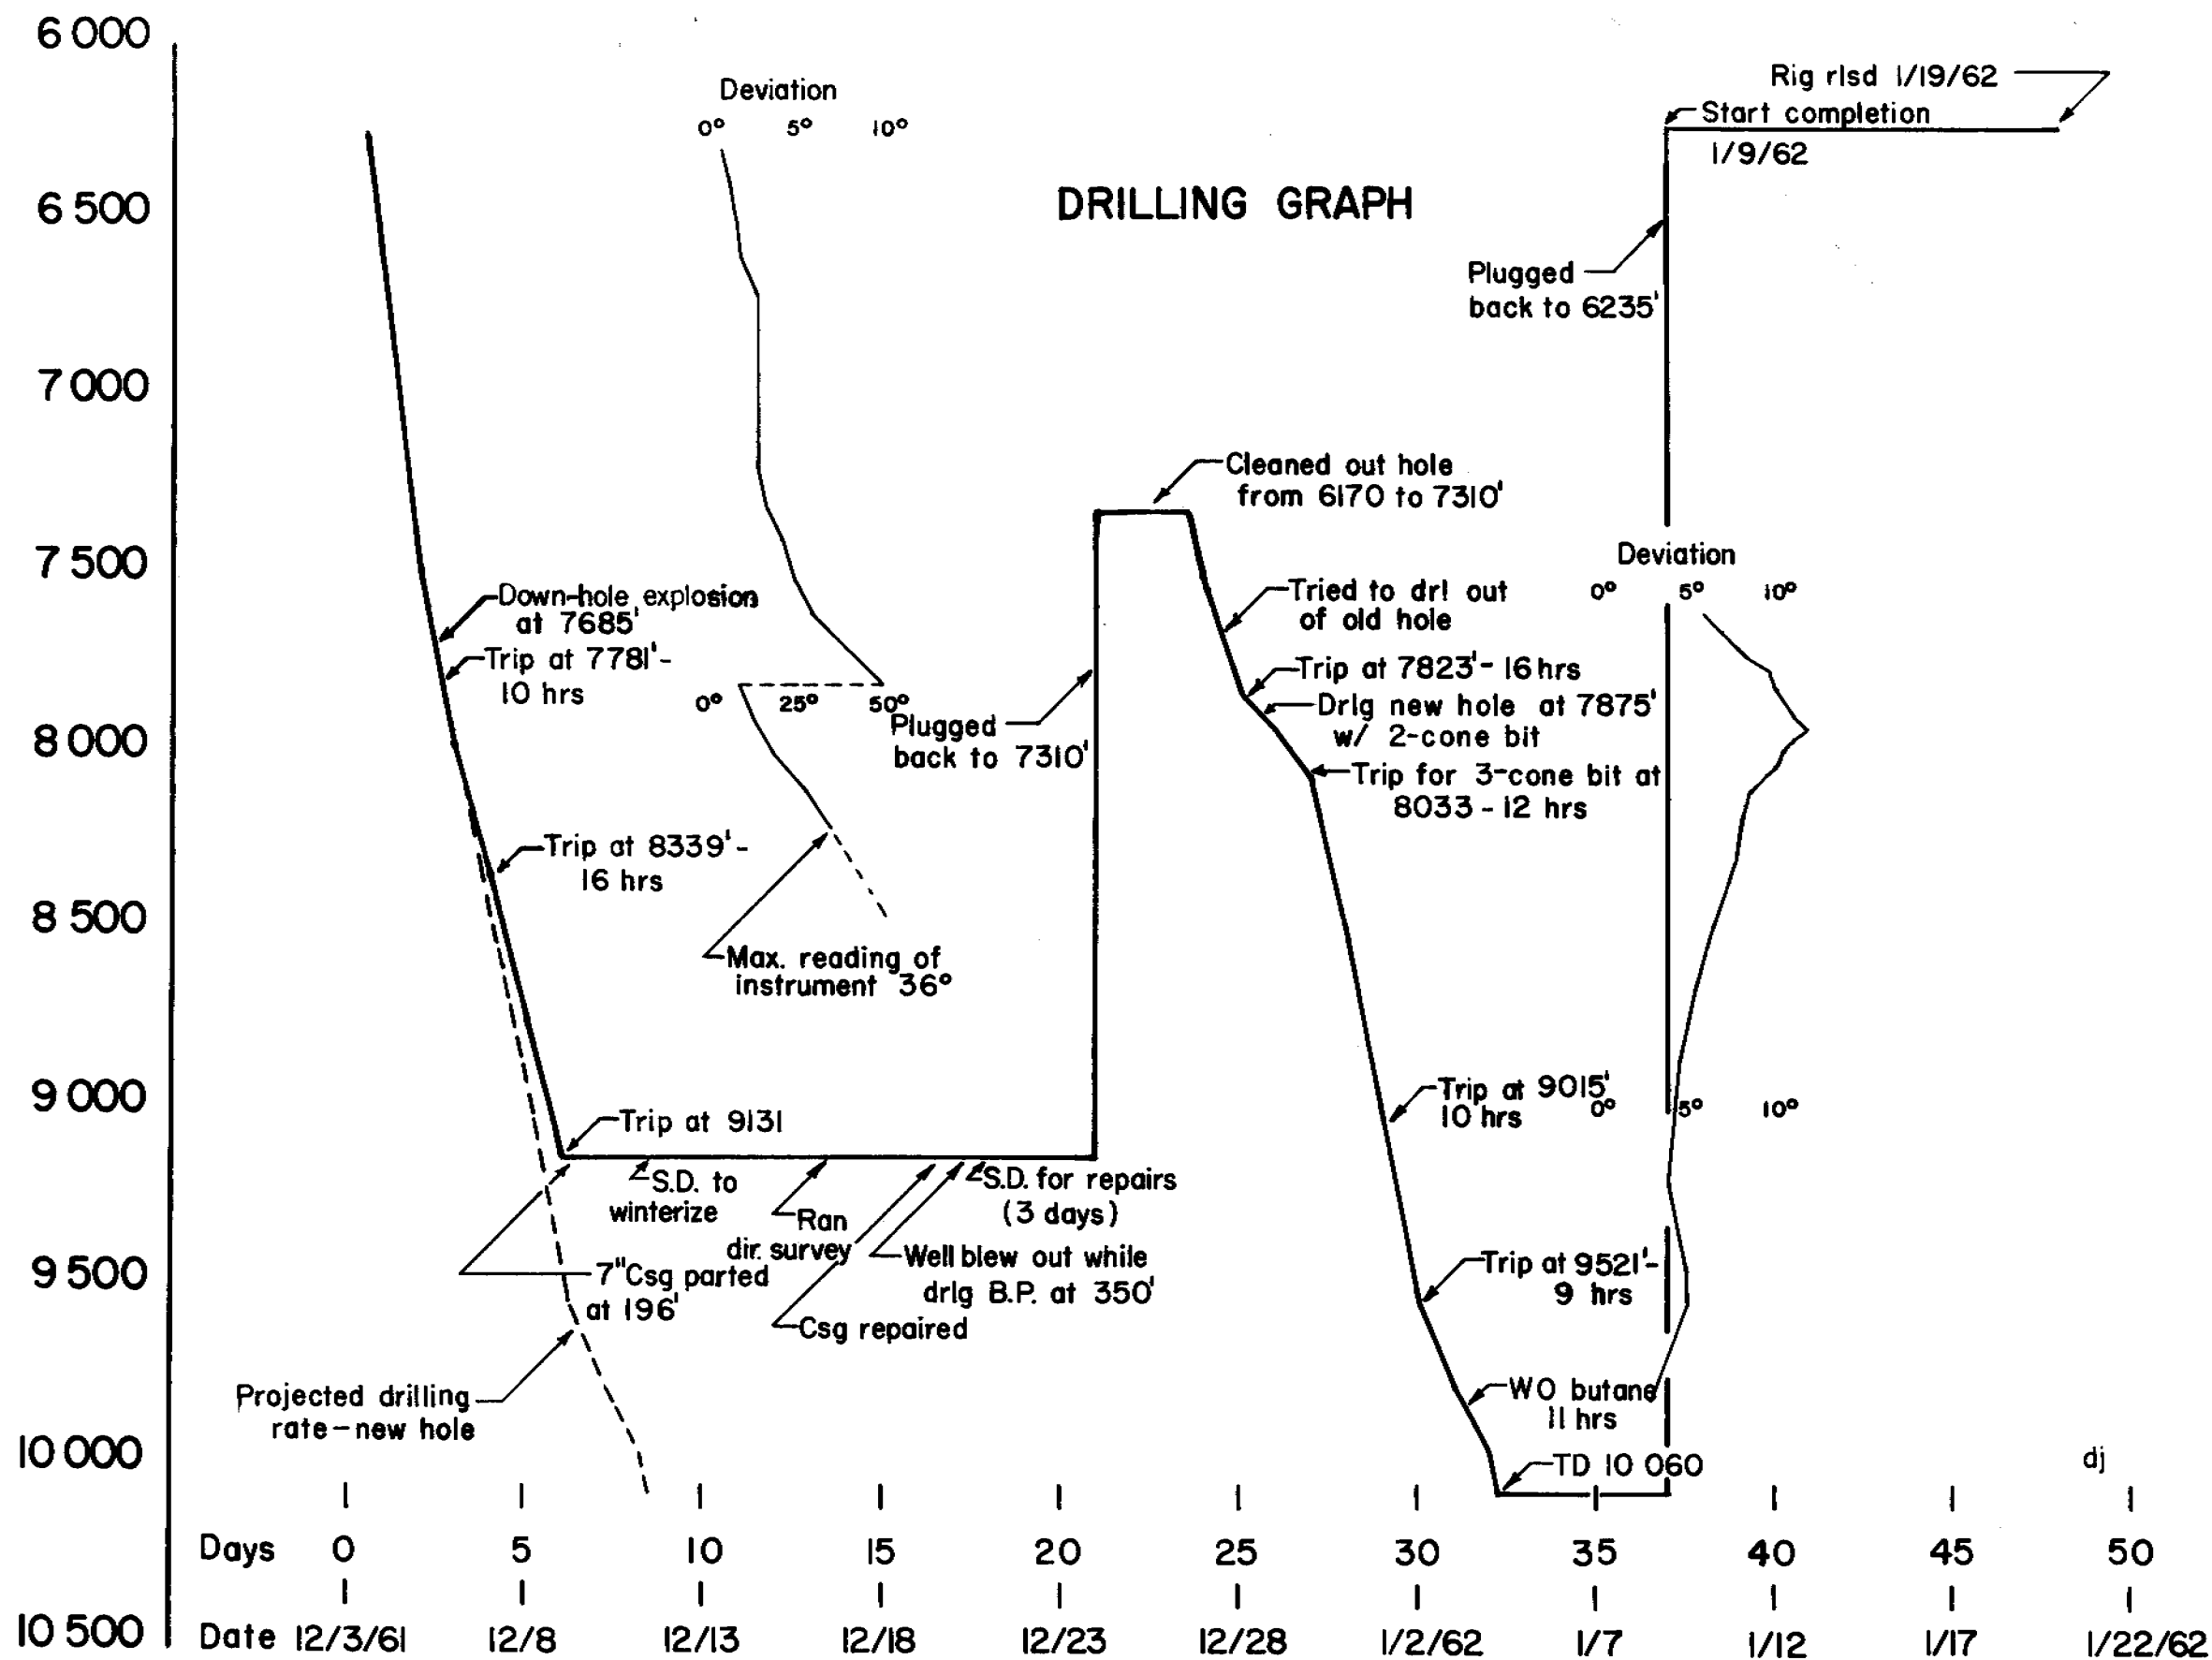 DRILLING GRAPH
6 000
6 500
7 000
7 500
8 000
8 500
9 000
9 500
10 000
10 500
Deviation
0° 5° 10°
Rig rlsd 1/19/62
Start completion
1/9/62
Plugged
back to 6235'
Cleaned out hole
from 6170 to 7310'
Down-hole explosion
at 7685'
Trip at 7781'-
10 hrs
0° 25° 50°
Plugged
back to 7310'
Tried to drl out
of old hole
Trip at 7823'- 16 hrs
Drlg new hole at 7875'
w/ 2-cone bit
Trip for 3-cone bit at
8033 - 12 hrs
Deviation
0° 5° 10°
Trip at 8339'-
16 hrs
Max. reading of
instrument 36°
Trip at 9131
S.D. to
winterize
Ran
dir. survey
S.D. for repairs
(3 days)
Well blew out while
drlg B.P. at 350'
7" Csg parted
at 196'
Csg repaired
Projected drilling
rate-new hole
Trip at 9015'
10 hrs
0° 5° 10°
Trip at 9521'-
9 hrs
WO butane
11 hrs
TD 10 060
dj
Days 0 5 10 15 20 25 30 35 40 45 50
Date 12/3/61 12/8 12/13 12/18 12/23 12/28 1/2/62 1/7 1/12 1/17 1/22/62